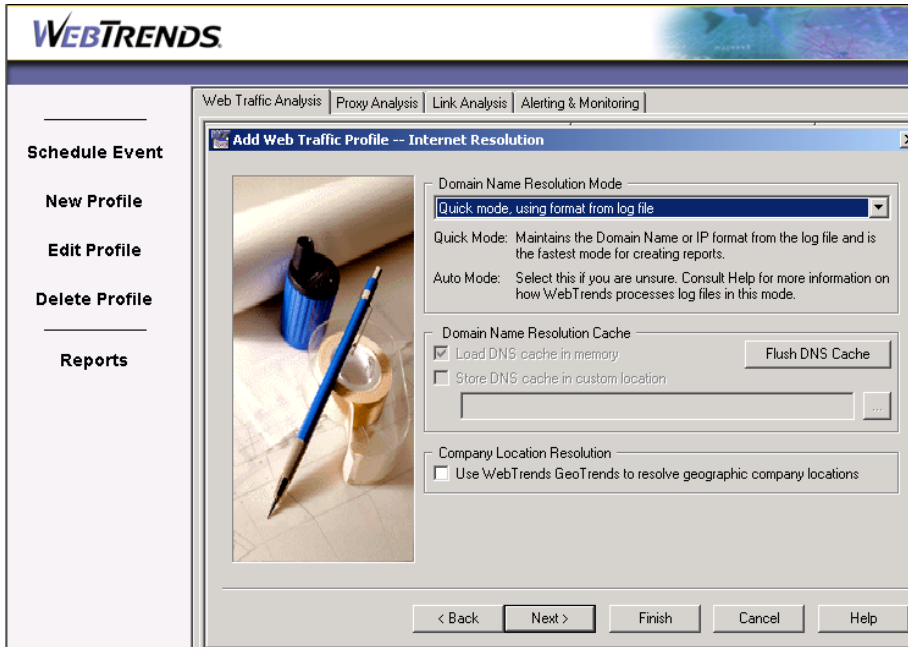 WEBTRENDS.
Web Traffic Analysis
Proxy Analysis
Link Analysis
Alerting & Monitoring
Schedule Event
New Profile
Edit Profile
Delete Profile
Reports
Add Web Traffic Profile -- Internet Resolution
Domain Name Resolution Mode
Quick mode, using format from log file
Quick Mode: Maintains the Domain Name or IP format from the log file and is
the fastest mode for creating reports.
Auto Mode: Select this if you are unsure. Consult Help for more information on
how WebTrends processes log files in this mode.
Domain Name Resolution Cache
Load DNS cache in memory
Flush DNS Cache
Store DNS cache in custom location
...
Company Location Resolution
Use WebTrends GeoTrends to resolve geographic company locations
< Back
Next >
Finish
Cancel
Help